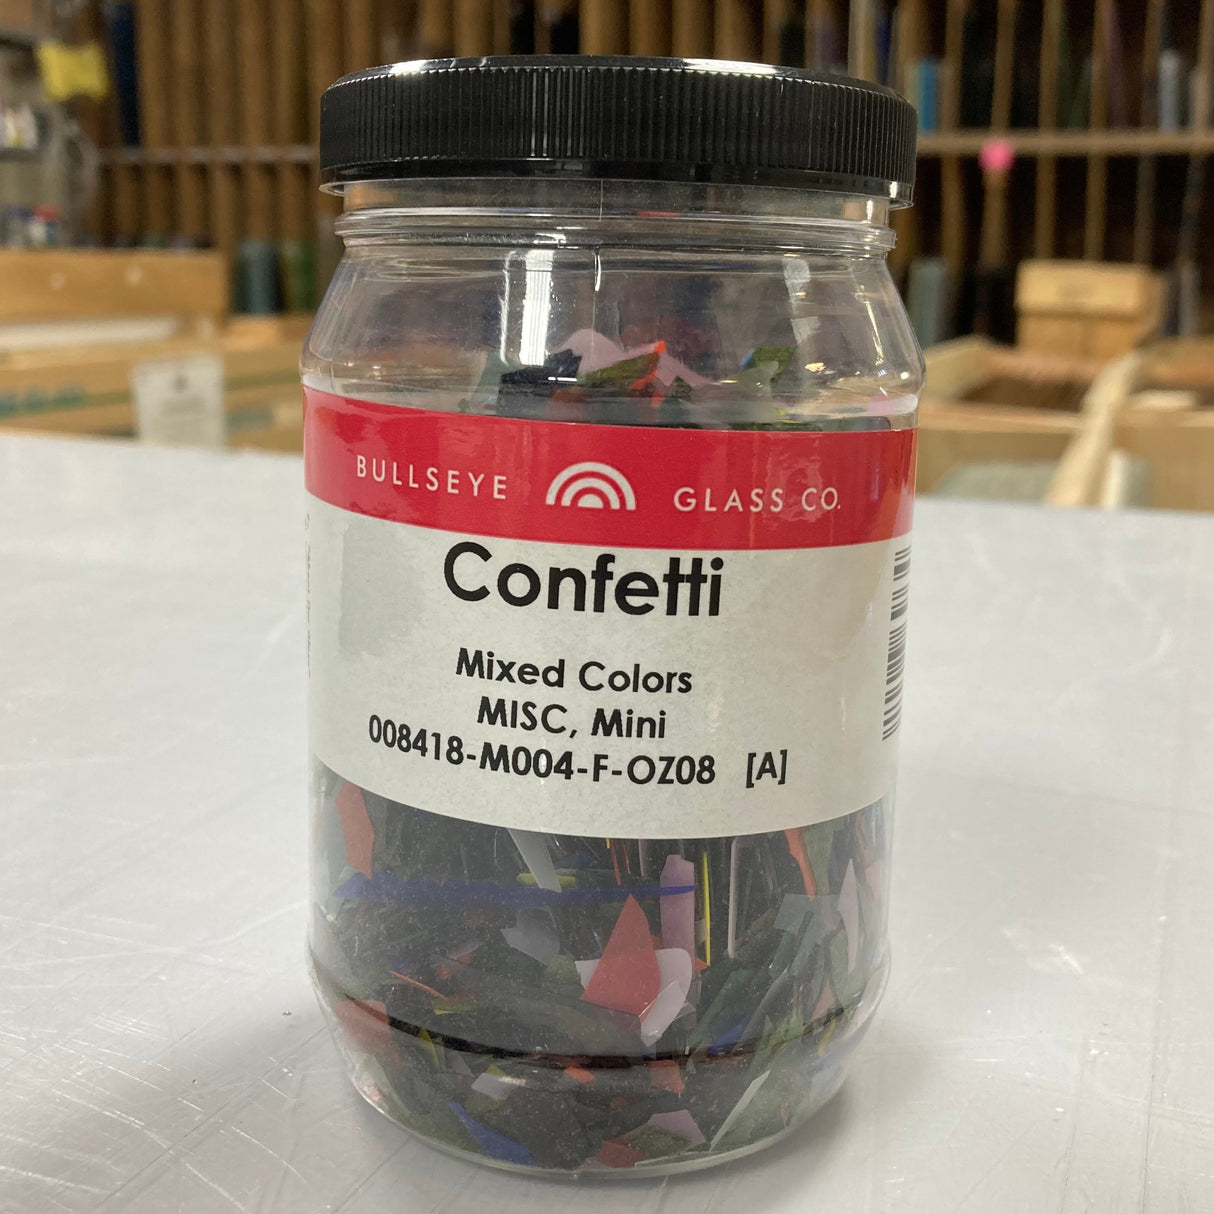 BULLSEYE GLASS CO.
Confetti
Mixed Colors
MISC, Mini
008418-M004-F-OZ08 [A]